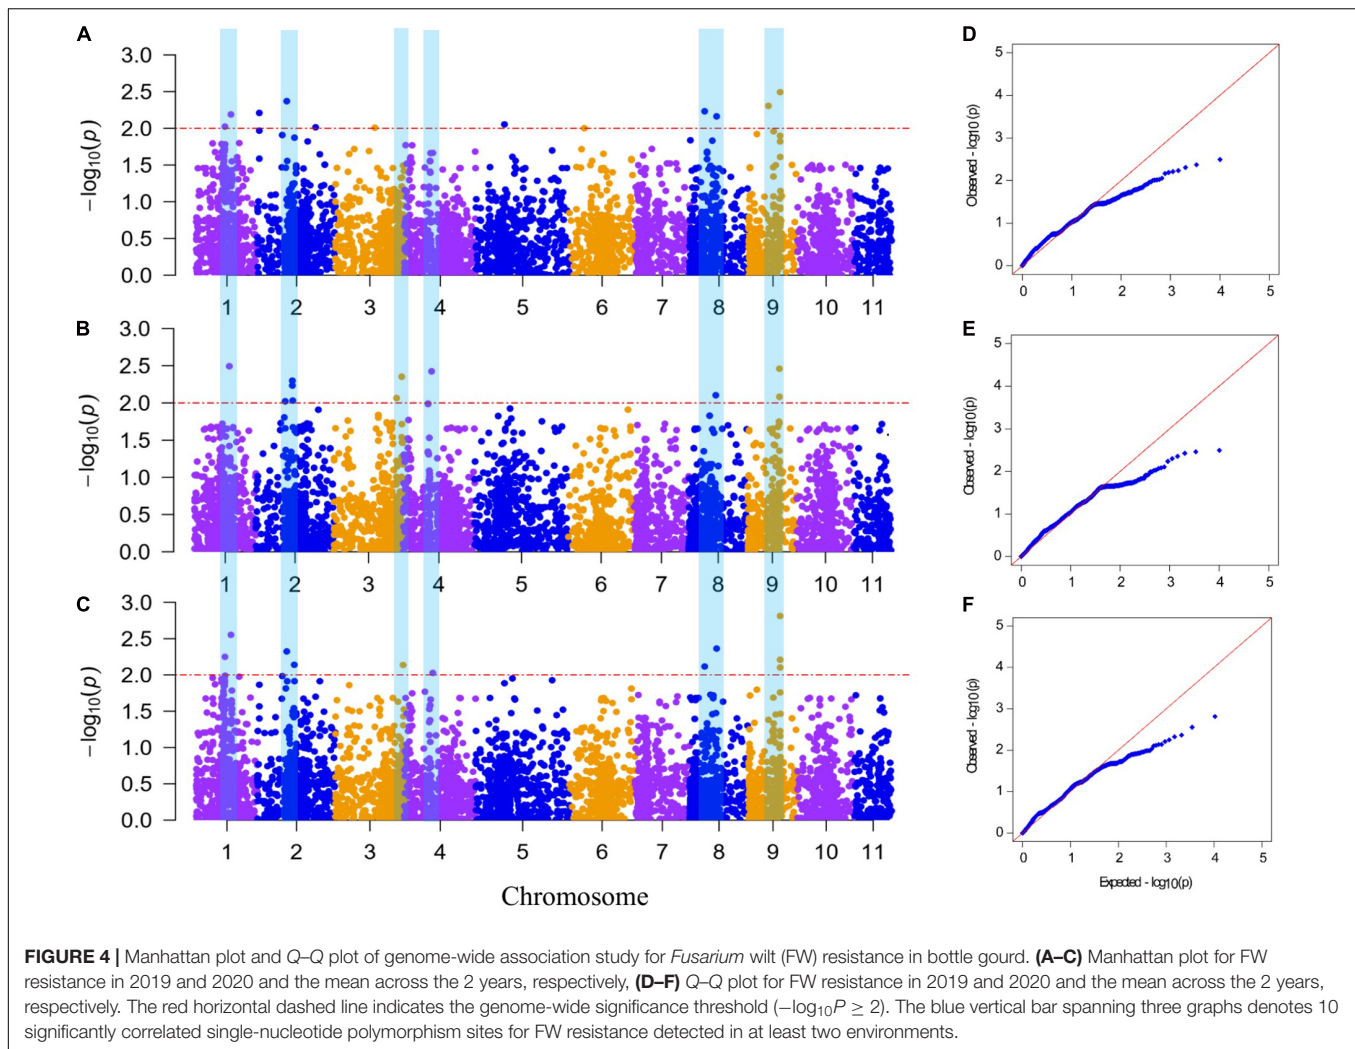 A
3.0
2.5
2.0
1.5
1.0
0.5
0.0
−log10(p)
1 2 3 4 5 6 7 8 9 10 11
B
3.0
2.5
2.0
1.5
1.0
0.5
0.0
−log10(p)
1 2 3 4 5 6 7 8 9 10 11
C
3.0
2.5
2.0
1.5
1.0
0.5
0.0
−log10(p)
1 2 3 4 5 6 7 8 9 10 11
Chromosome
D
5
4
3
2
1
0
Observed - log10(p)
0 1 2 3 4 5
E
5
4
3
2
1
0
Observed - log10(p)
0 1 2 3 4 5
F
5
4
3
2
1
0
Observed - log10(p)
0 1 2 3 4 5
Expected - log10(p)
FIGURE 4 | Manhattan plot and Q–Q plot of genome-wide association study for Fusarium wilt (FW) resistance in bottle gourd. (A–C) Manhattan plot for FW
resistance in 2019 and 2020 and the mean across the 2 years, respectively, (D–F) Q–Q plot for FW resistance in 2019 and 2020 and the mean across the 2 years,
respectively. The red horizontal dashed line indicates the genome-wide significance threshold (−log10P ≥ 2). The blue vertical bar spanning three graphs denotes 10
significantly correlated single-nucleotide polymorphism sites for FW resistance detected in at least two environments.